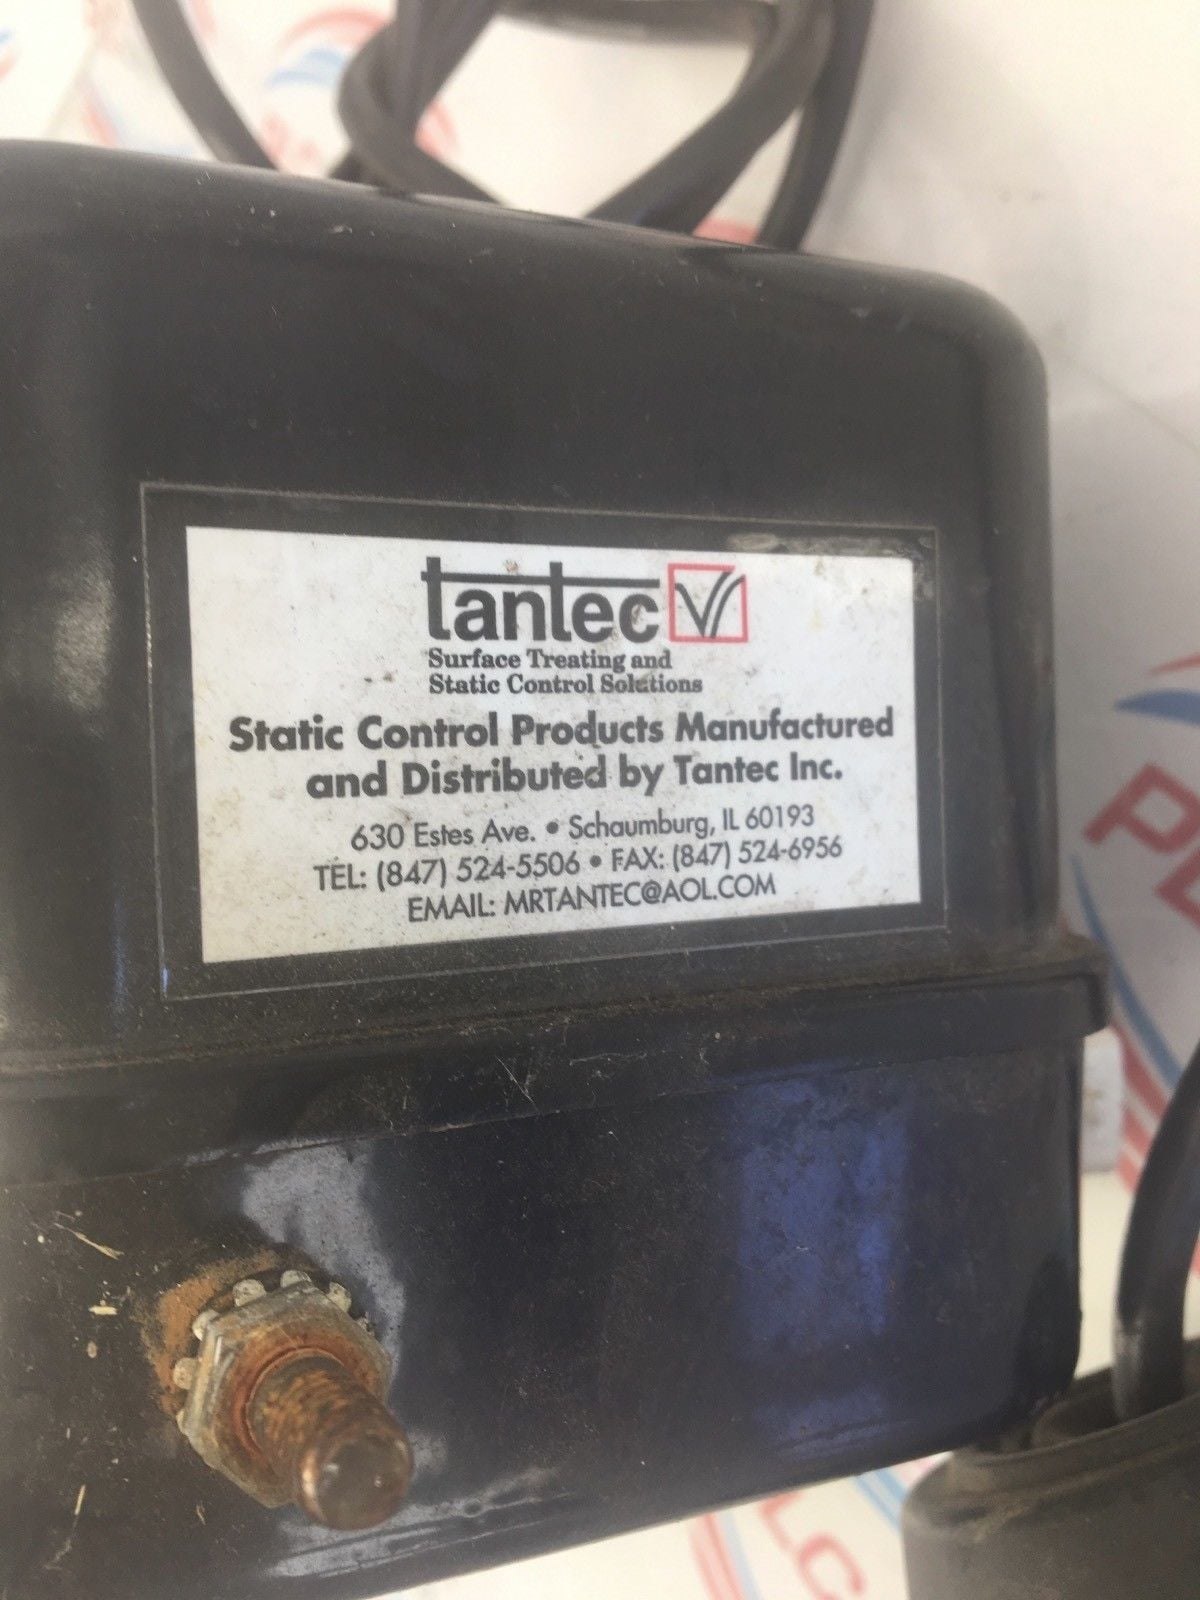 tantec
Surface Treating and
Static Control Solutions
Static Control Products Manufactured
and Distributed by Tantec Inc.
630 Estes Ave. • Schaumburg, IL 60193
TEL: (847) 524-5506 • FAX: (847) 524-6956
EMAIL: MRTANTEC@AOL.COM